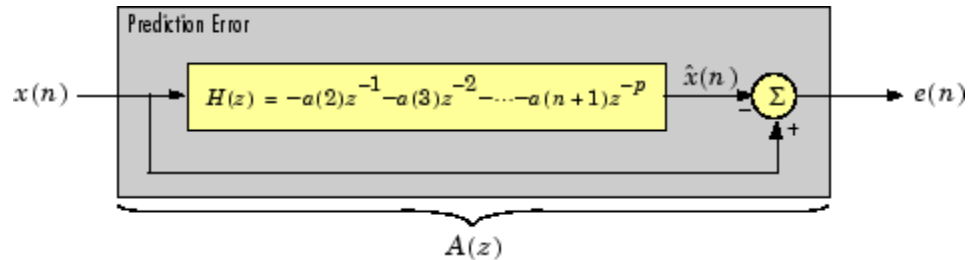 Prediction Error
x(n) H(z) = -a(2)z^-1 -a(3)z^-2 -⋯-a(n+1)z^-p x̂(n) − Σ + e(n)
A(z)